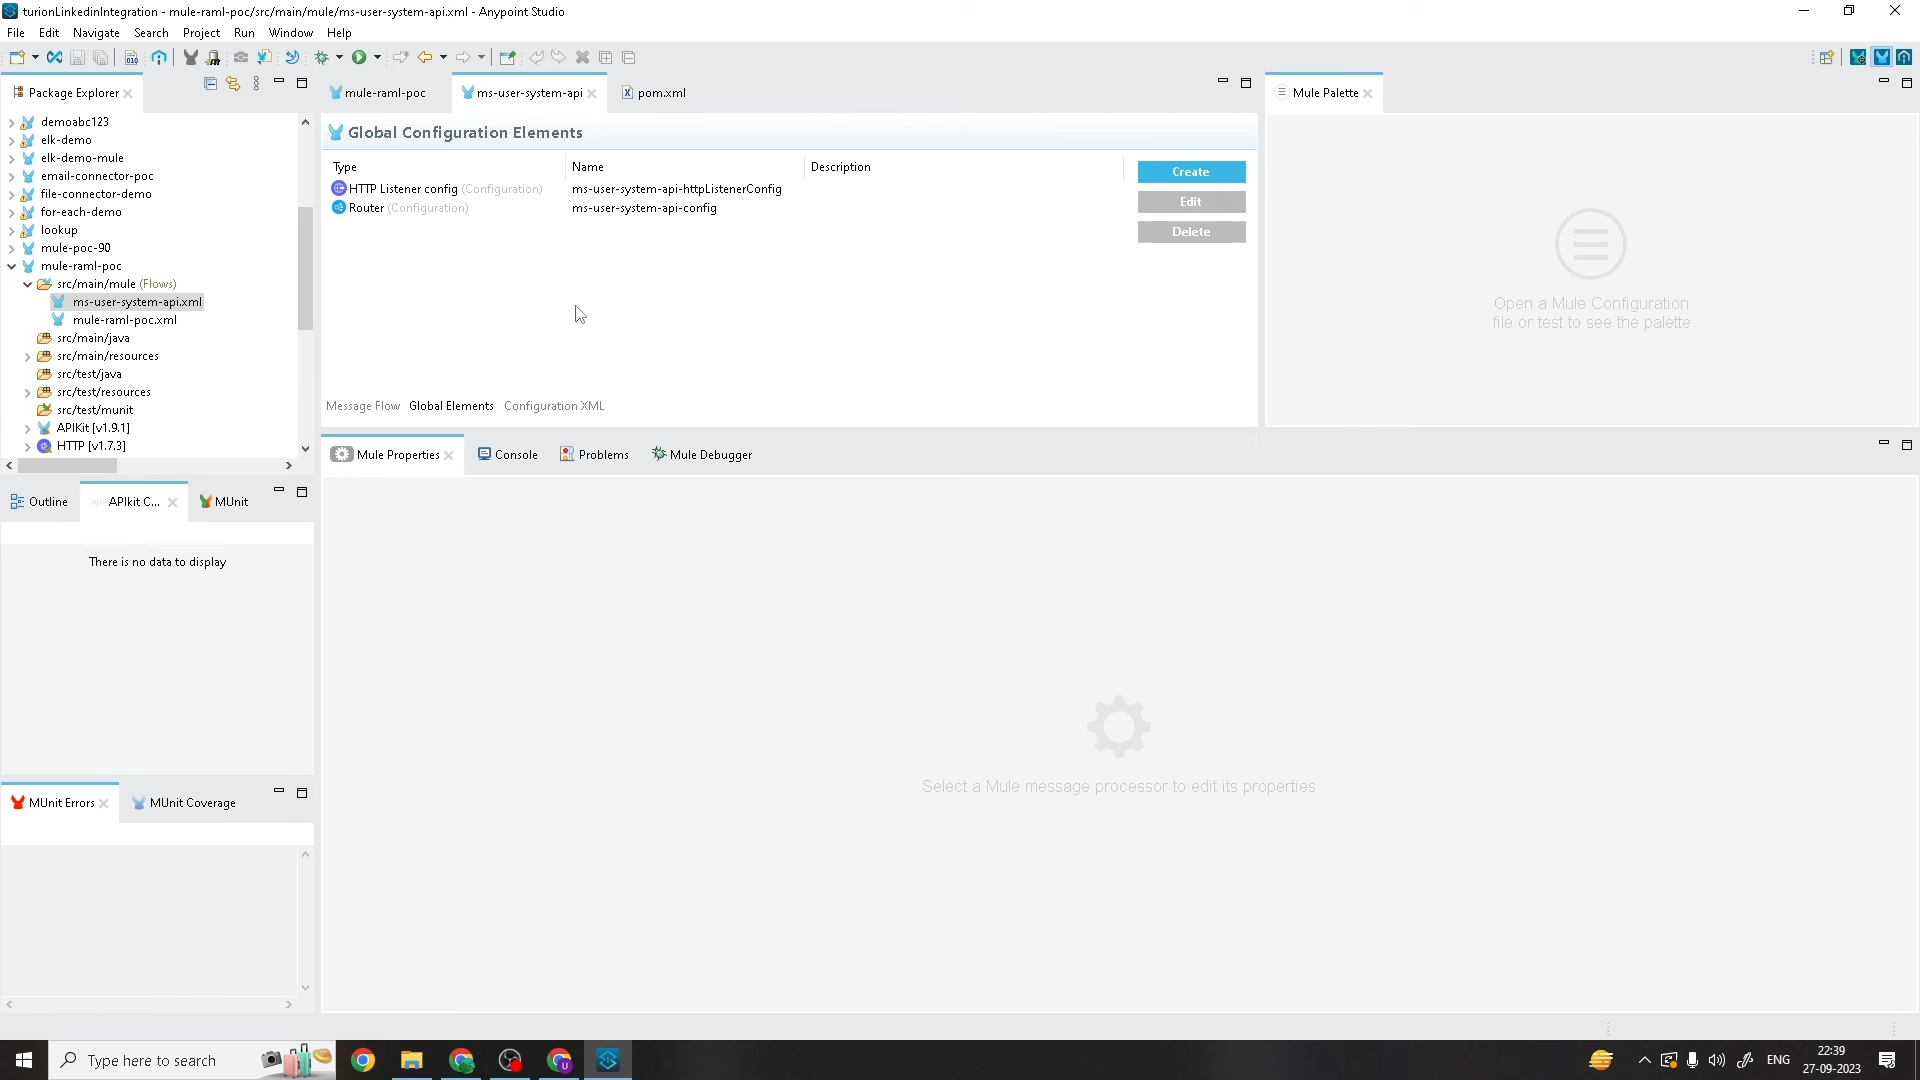 turionLinkedinIntegration - mule-raml-poc/src/main/mule/ms-user-system-api.xml - Anypoint Studio
File Edit Navigate Search Project Run Window Help
Package Explorer
demoabc123
elk-demo
elk-demo-mule
email-connector-poc
file-connector-demo
for-each-demo
lookup
mule-poc-90
mule-raml-poc
src/main/mule (Flows)
ms-user-system-api.xml
mule-raml-poc.xml
src/main/java
src/main/resources
src/test/java
src/test/resources
src/test/munit
APIKit [v1.9.1]
HTTP [v1.7.3]
mule-raml-poc ms-user-system-api pom.xml
Global Configuration Elements
Type Name Description
HTTP Listener config (Configuration) ms-user-system-api-httpListenerConfig
Router (Configuration) ms-user-system-api-config
Create
Edit
Delete
Message Flow Global Elements Configuration XML
Mule Palette
Open a Mule Configuration
file or test to see the palette
Outline APIkit C... MUnit
There is no data to display
MUnit Errors MUnit Coverage
Mule Properties Console Problems Mule Debugger
Select a Mule message processor to edit its properties
Type here to search
ENG
22:39
27-09-2023